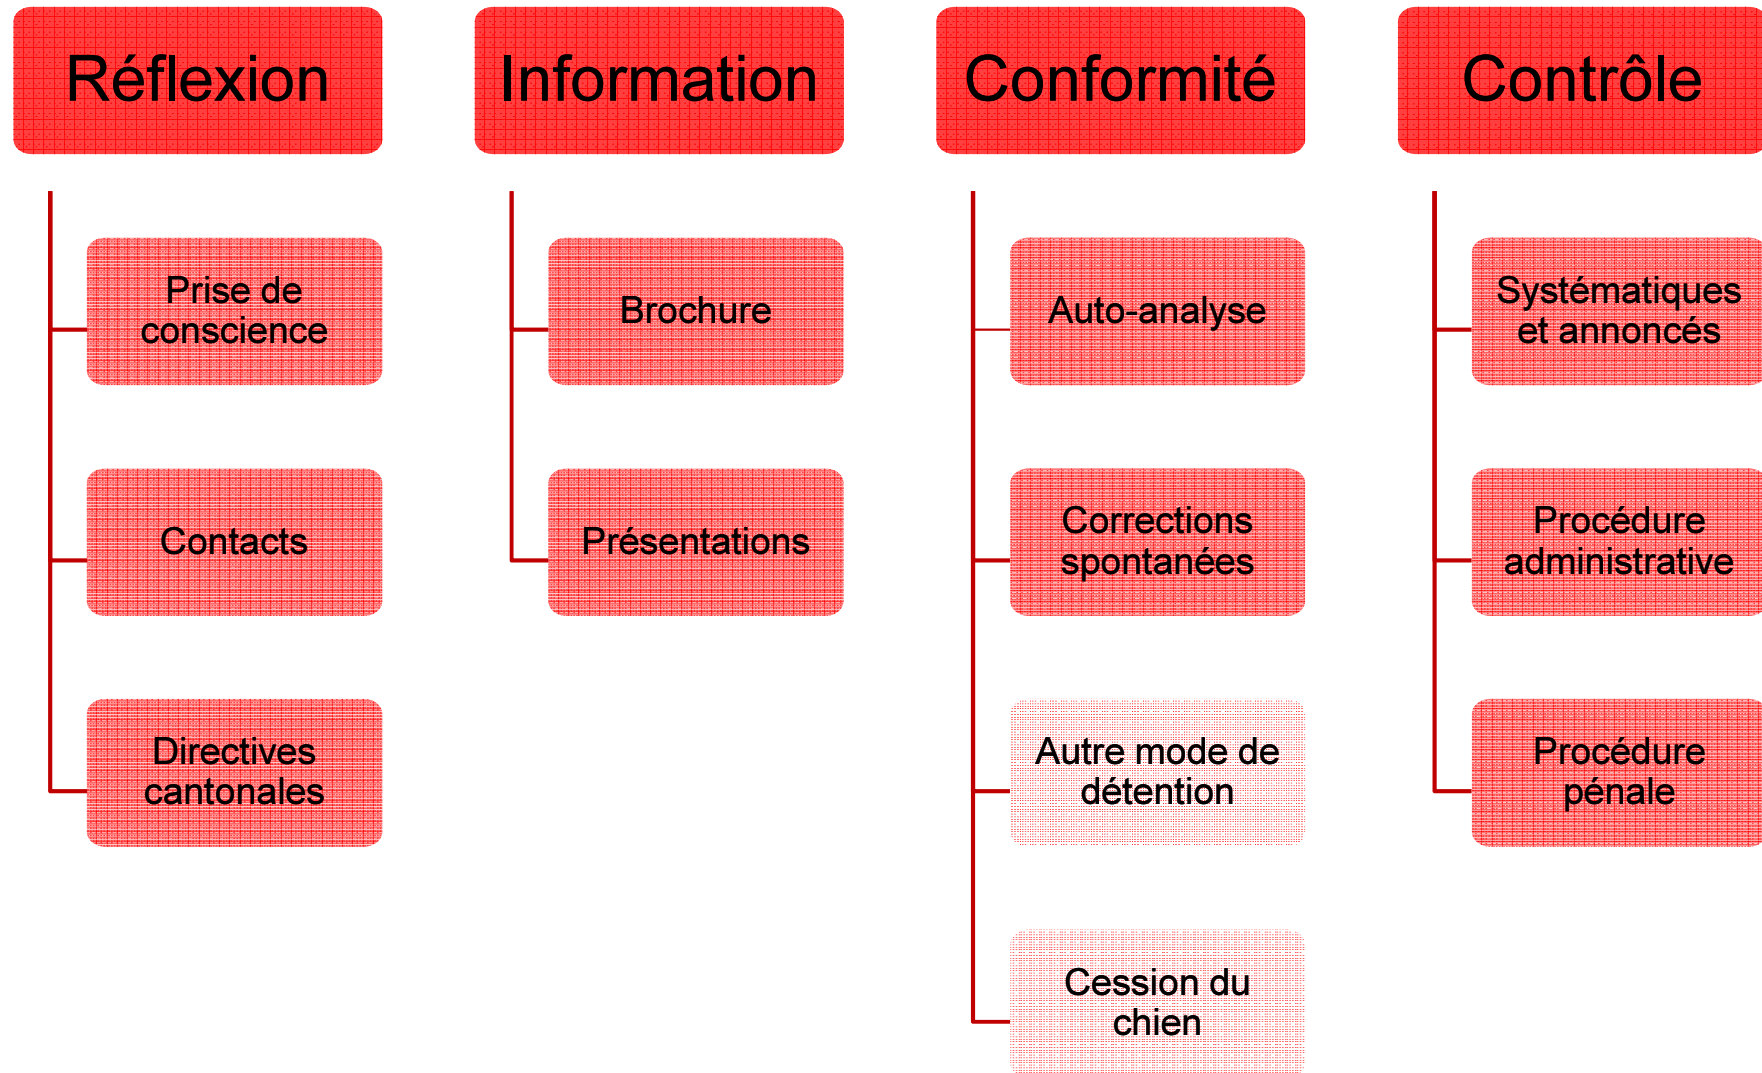 Réflexion
Prise de
conscience
Contacts
Directives
cantonales
Information
Brochure
Présentations
Conformité
Auto-analyse
Corrections
spontanées
Autre mode de
détention
Cession du
chien
Contrôle
Systématiques
et annoncés
Procédure
administrative
Procédure
pénale